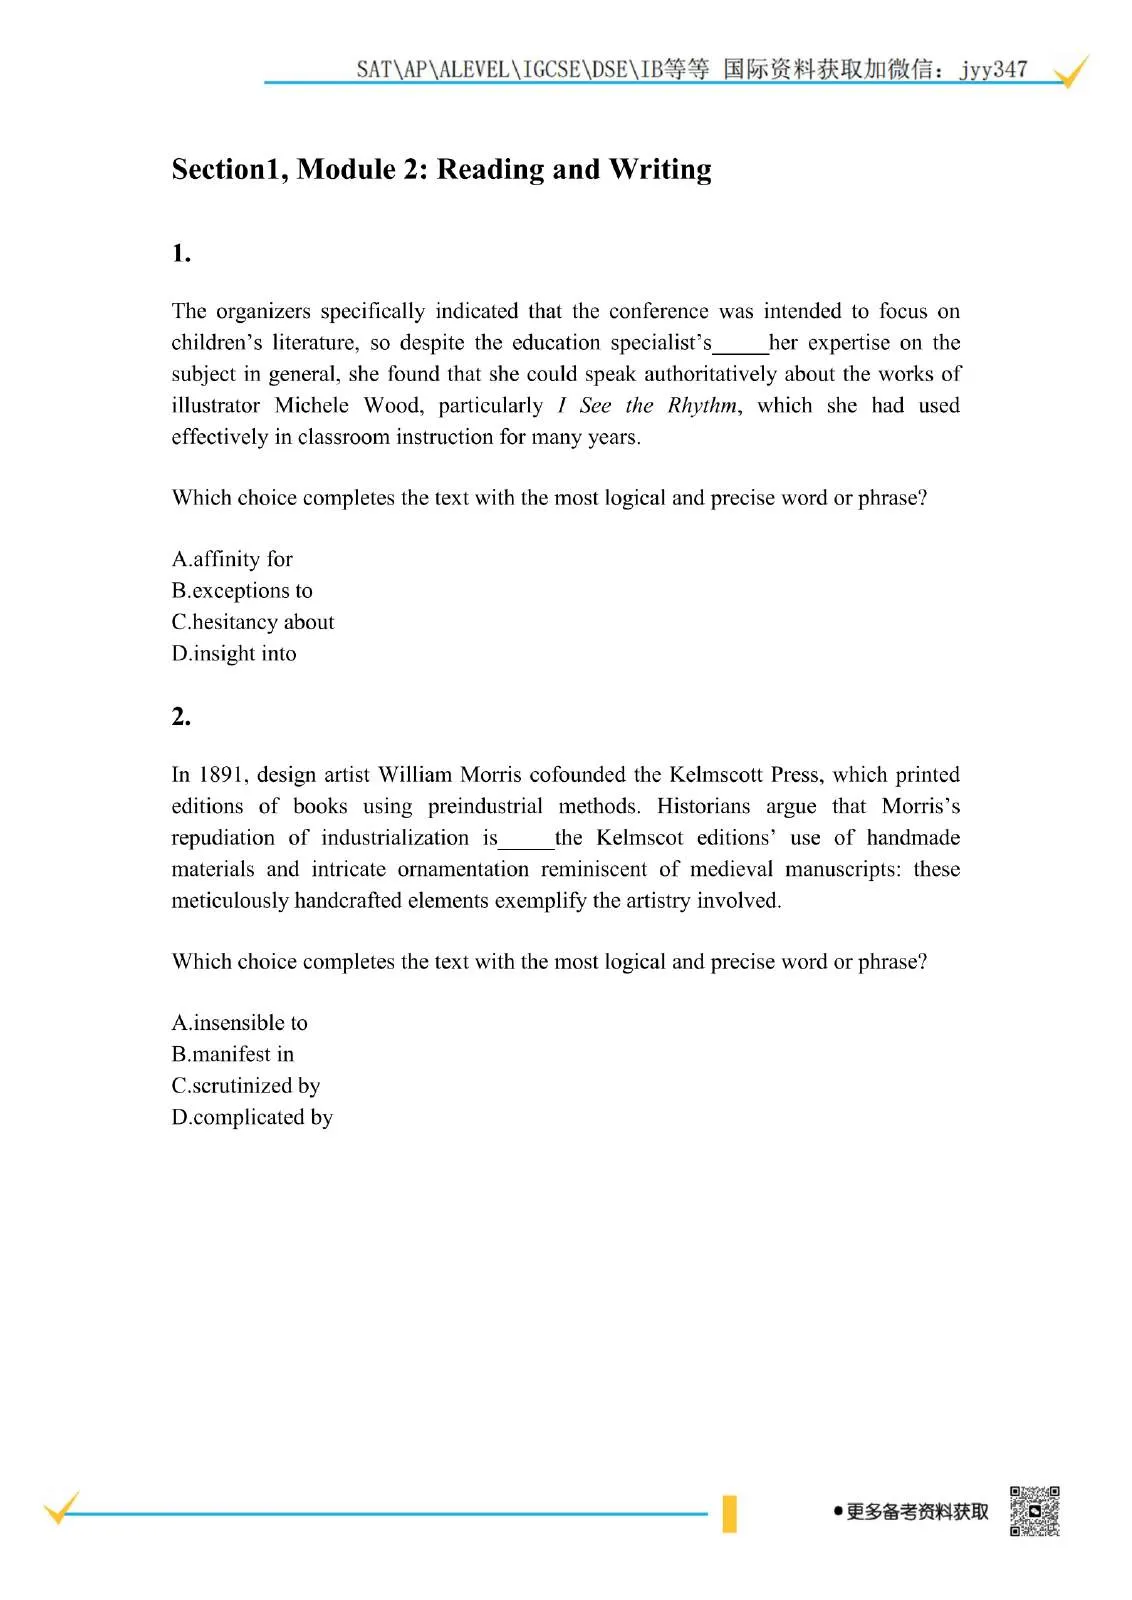 SAT\AP\ALEVEL\IGCSE\DSE\IB等等 国际资料获取加微信：jyy347
Section1, Module 2: Reading and Writing
1.
The organizers specifically indicated that the conference was intended to focus on
children’s literature, so despite the education specialist’s_____her expertise on the
subject in general, she found that she could speak authoritatively about the works of
illustrator Michele Wood, particularly I See the Rhythm, which she had used
effectively in classroom instruction for many years.
Which choice completes the text with the most logical and precise word or phrase?
A.affinity for
B.exceptions to
C.hesitancy about
D.insight into
2.
In 1891, design artist William Morris cofounded the Kelmscott Press, which printed
editions of books using preindustrial methods. Historians argue that Morris’s
repudiation of industrialization is_____the Kelmscot editions’ use of handmade
materials and intricate ornamentation reminiscent of medieval manuscripts: these
meticulously handcrafted elements exemplify the artistry involved.
Which choice completes the text with the most logical and precise word or phrase?
A.insensible to
B.manifest in
C.scrutinized by
D.complicated by
•更多备考资料获取